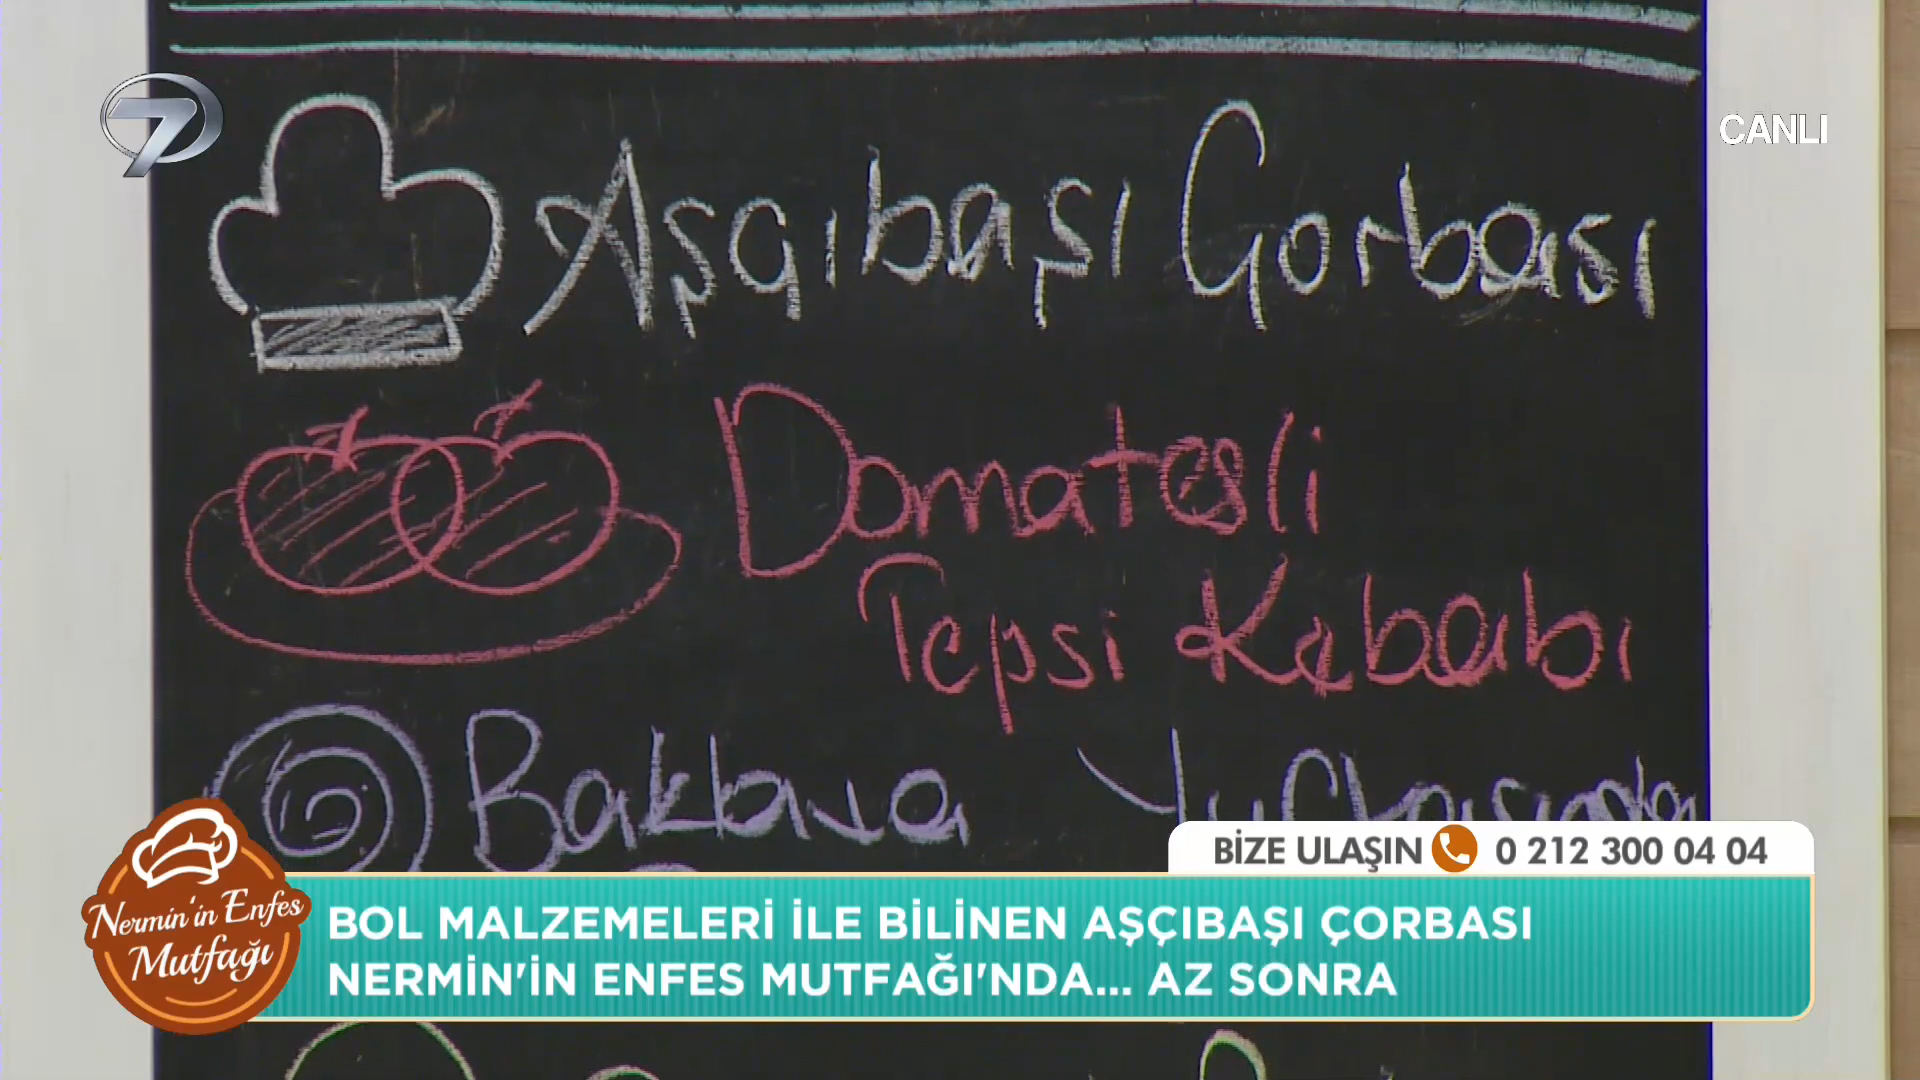 7
CANLI
Aşçıbaşı Çorbası
Domatesli
Tepsi Kebabı
Baklava Yufkasında
BİZE ULAŞIN 0 212 300 04 04
Nermin'in Enfes
Mutfağı
BOL MALZEMELERİ İLE BİLİNEN AŞÇIBAŞI ÇORBASI
NERMİN'İN ENFES MUTFAĞI'NDA... AZ SONRA